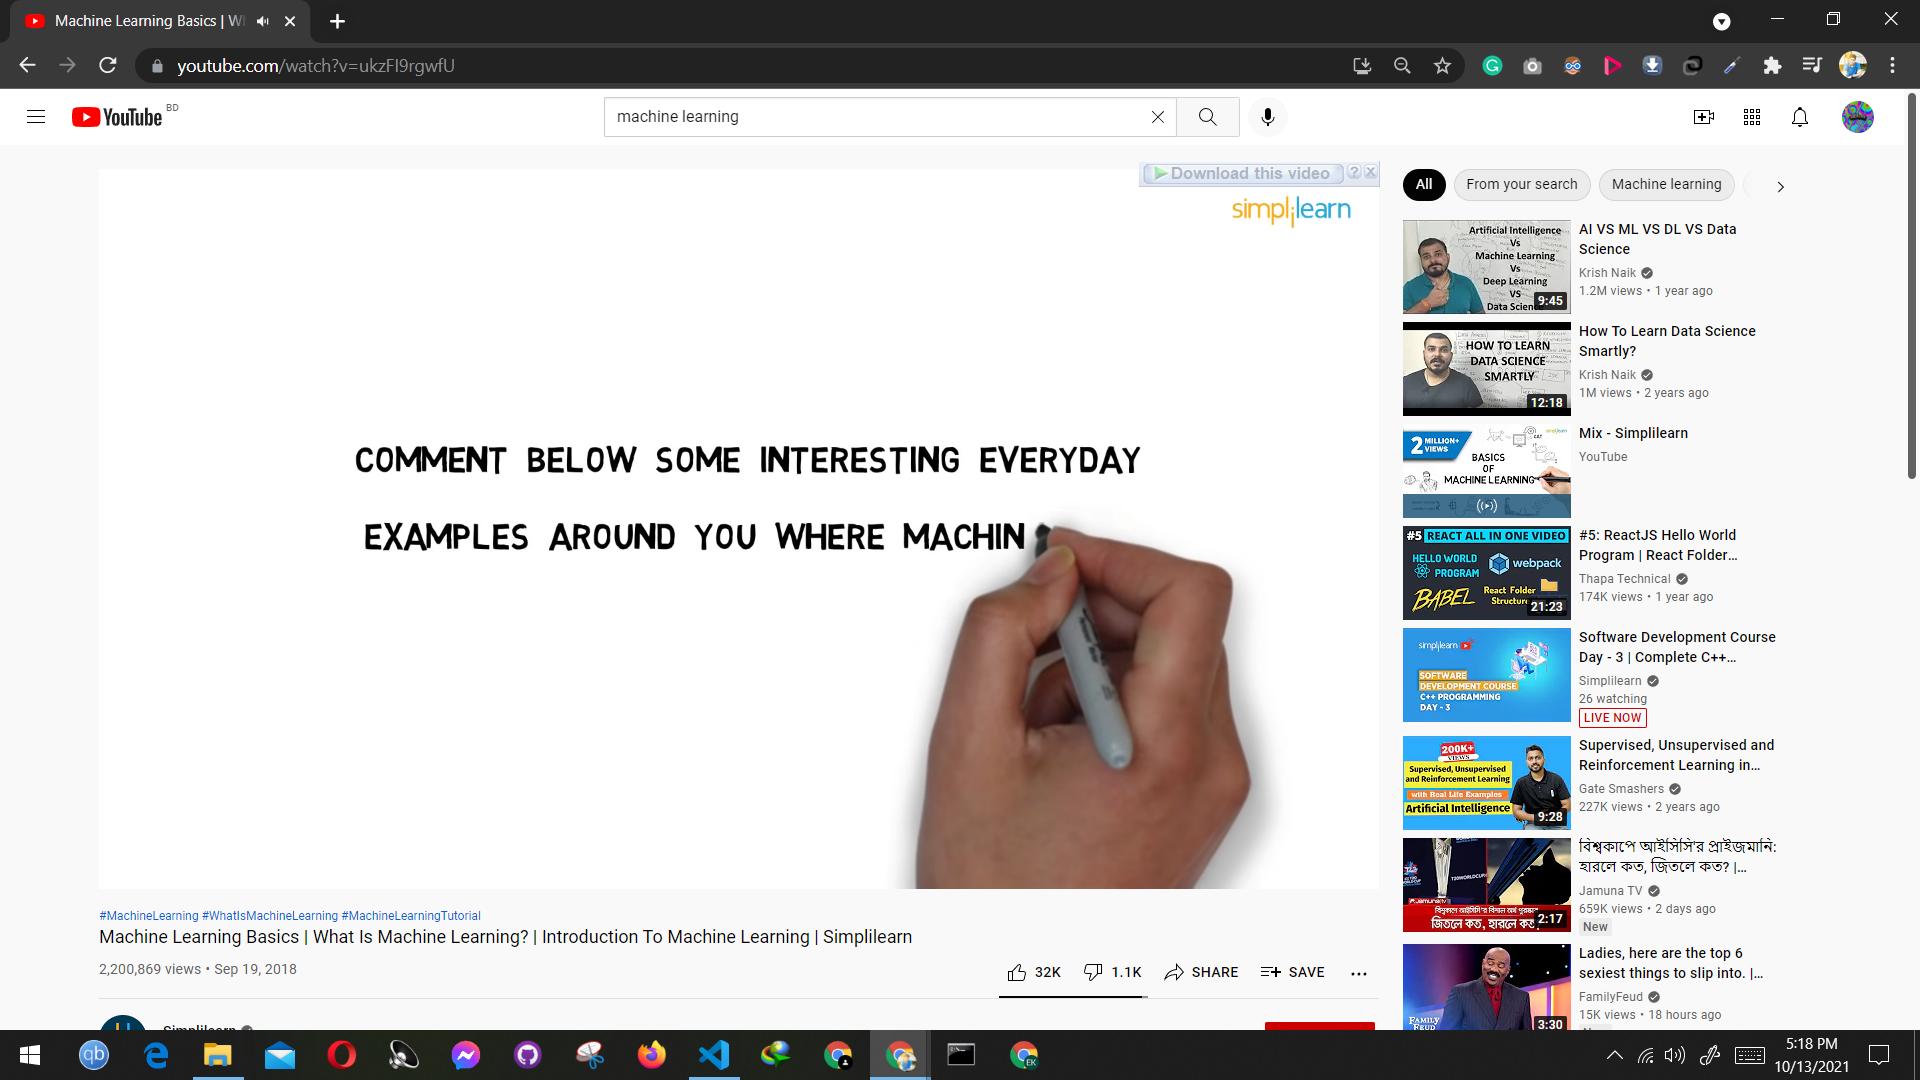 Machine Learning Basics | W
youtube.com/watch?v=ukzFI9rgwfU
YouTube BD
machine learning
Download this video
simplilearn
COMMENT BELOW SOME INTERESTING EVERYDAY
EXAMPLES AROUND YOU WHERE MACHIN
#MachineLearning #WhatIsMachineLearning #MachineLearningTutorial
Machine Learning Basics | What Is Machine Learning? | Introduction To Machine Learning | Simplilearn
2,200,869 views • Sep 19, 2018
32K 1.1K SHARE SAVE
Simplilearn
All From your search Machine learning
Artificial Intelligence
Vs
Machine Learning
Vs
Deep Learning
VS
Data Scienc
9:45
AI VS ML VS DL VS Data
Science
Krish Naik
1.2M views • 1 year ago
HOW TO LEARN
DATA SCIENCE
SMARTLY
12:18
How To Learn Data Science
Smartly?
Krish Naik
1M views • 2 years ago
2 MILLION+
VIEWS
BASICS
OF
MACHINE LEARNING
Mix - Simplilearn
YouTube
#5 REACT ALL IN ONE VIDEO
HELLO WORLD
PROGRAM
webpack
BABEL
React Folder
Structur
21:23
#5: ReactJS Hello World
Program | React Folder...
Thapa Technical
174K views • 1 year ago
simplilearn
SOFTWARE
DEVELOPMENT COURSE
C++ PROGRAMMING
DAY - 3
Software Development Course
Day - 3 | Complete C++...
Simplilearn
26 watching
LIVE NOW
200K+
VIEWS
Supervised, Unsupervised
and Reinforcement Learning
with Real Life Examples
Artificial Intelligence
9:28
Supervised, Unsupervised and
Reinforcement Learning in...
Gate Smashers
227K views • 2 years ago
জিতলে কত, হারলে কত
2:17
বিশ্বকাপে আইসিসি'র প্রাইজমানি:
হারলে কত, জিতলে কত? |...
Jamuna TV
659K views • 2 days ago
New
FAMILY
FEUD
3:30
Ladies, here are the top 6
sexiest things to slip into. |...
FamilyFeud
15K views • 18 hours ago
qb
EK
5:18 PM
10/13/2021